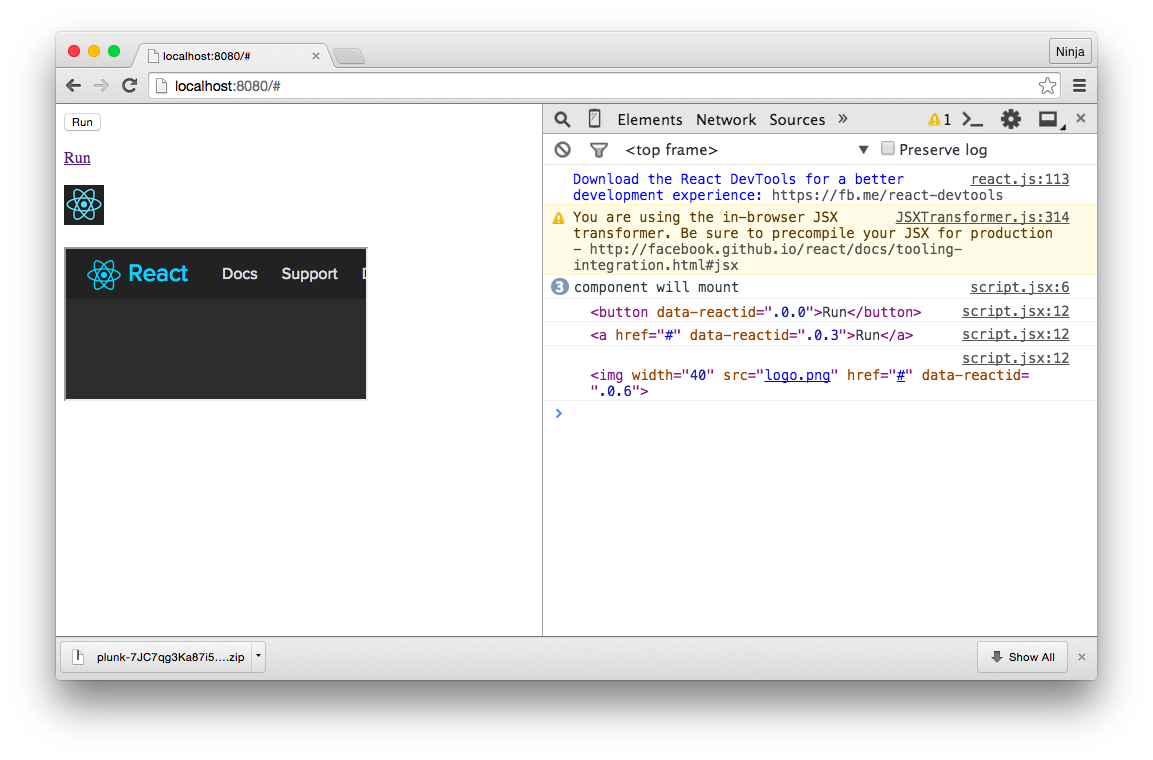 localhost:8080/#
Ninja
localhost:8080/#
Run
Run
React Docs Support
Elements Network Sources » 1
<top frame> Preserve log
Download the React DevTools for a better react.js:113
development experience: https://fb.me/react-devtools
You are using the in-browser JSX JSXTransformer.js:314
transformer. Be sure to precompile your JSX for production
– http://facebook.github.io/react/docs/tooling-
integration.html#jsx
3 component will mount script.jsx:6
<button data-reactid=".0.0">Run</button> script.jsx:12
<a href="#" data-reactid=".0.3">Run</a> script.jsx:12
script.jsx:12
<img width="40" src="logo.png" href="#" data-reactid=
".0.6">
plunk-7JC7qg3Ka87i5....zip
Show All